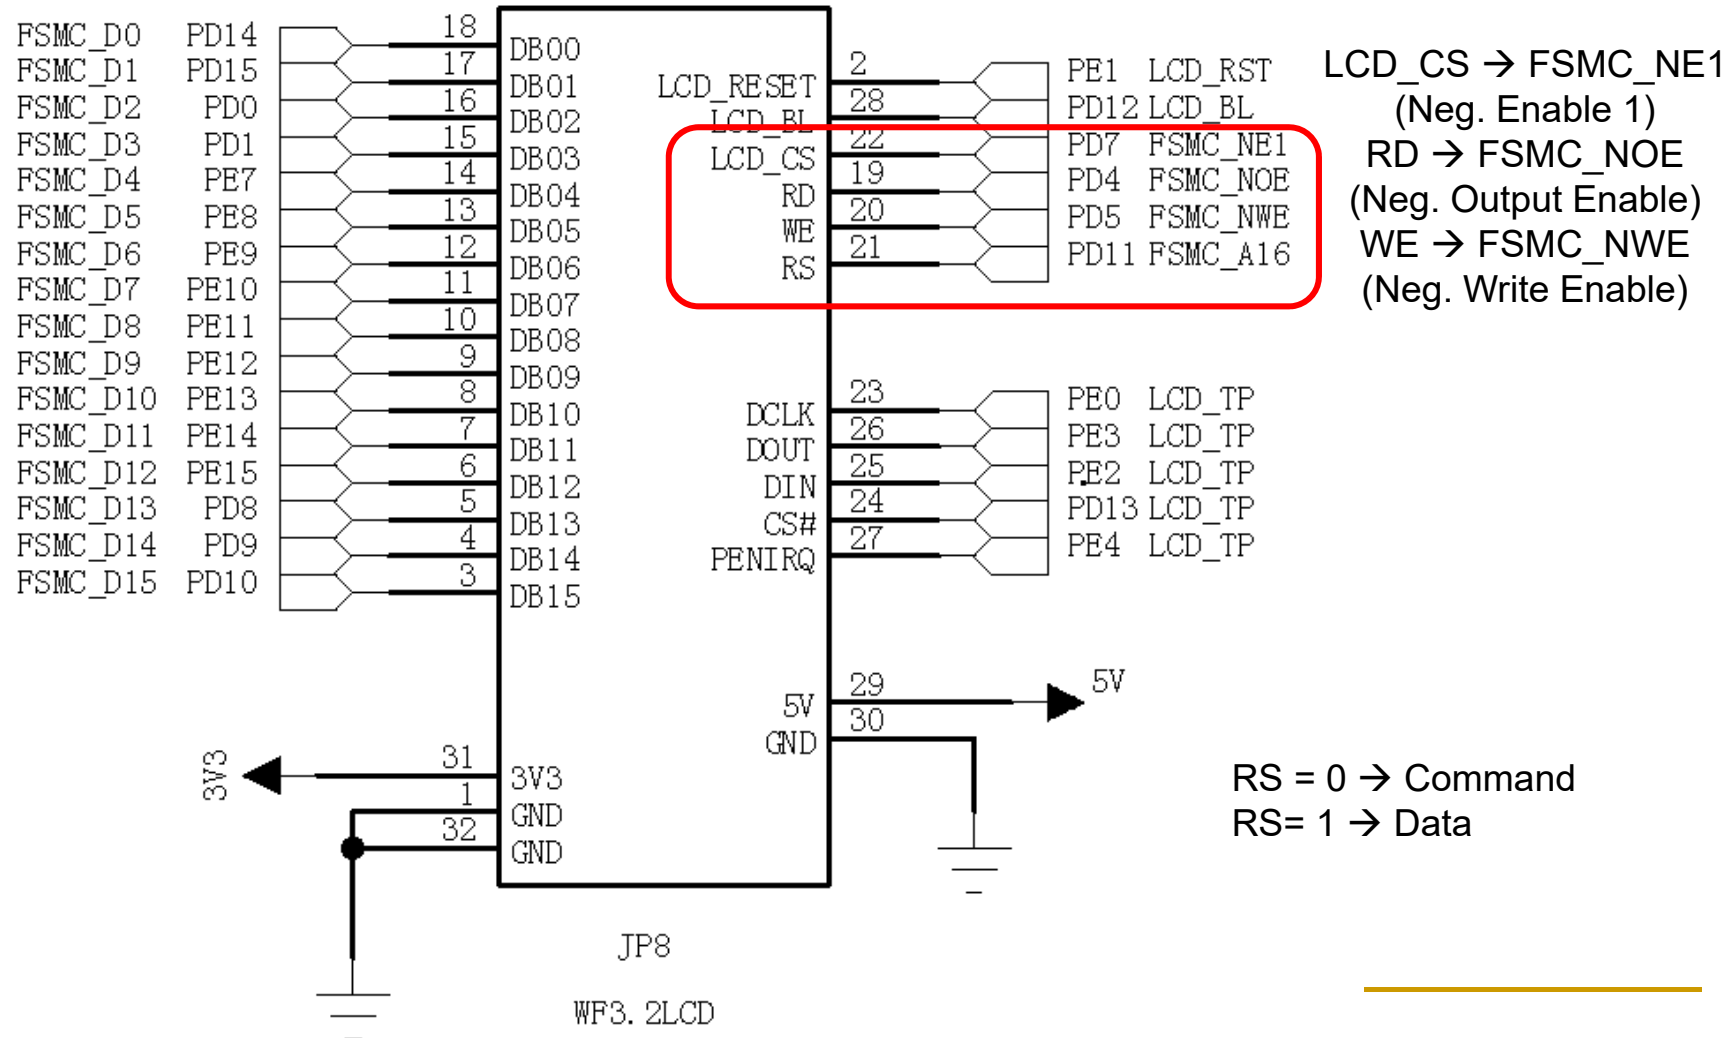 FSMC_D0 PD14 18 DB00
FSMC_D1 PD15 17 DB01
FSMC_D2 PD0 16 DB02
FSMC_D3 PD1 15 DB03
FSMC_D4 PE7 14 DB04
FSMC_D5 PE8 13 DB05
FSMC_D6 PE9 12 DB06
FSMC_D7 PE10 11 DB07
FSMC_D8 PE11 10 DB08
FSMC_D9 PE12 9 DB09
FSMC_D10 PE13 8 DB10
FSMC_D11 PE14 7 DB11
FSMC_D12 PE15 6 DB12
FSMC_D13 PD8 5 DB13
FSMC_D14 PD9 4 DB14
FSMC_D15 PD10 3 DB15
3V3 31 3V3
1 GND
32 GND
LCD_RESET 2 PE1 LCD_RST
LCD_BL 28 PD12 LCD_BL
LCD_CS 22 PD7 FSMC_NE1
RD 19 PD4 FSMC_NOE
WE 20 PD5 FSMC_NWE
RS 21 PD11 FSMC_A16
DCLK 23 PE0 LCD_TP
DOUT 26 PE3 LCD_TP
DIN 25 PE2 LCD_TP
CS# 24 PD13 LCD_TP
PENIRQ 27 PE4 LCD_TP
5V 29 5V
GND 30
JP8
WF3.2LCD
LCD_CS → FSMC_NE1
(Neg. Enable 1)
RD → FSMC_NOE
(Neg. Output Enable)
WE → FSMC_NWE
(Neg. Write Enable)
RS = 0 → Command
RS= 1 → Data